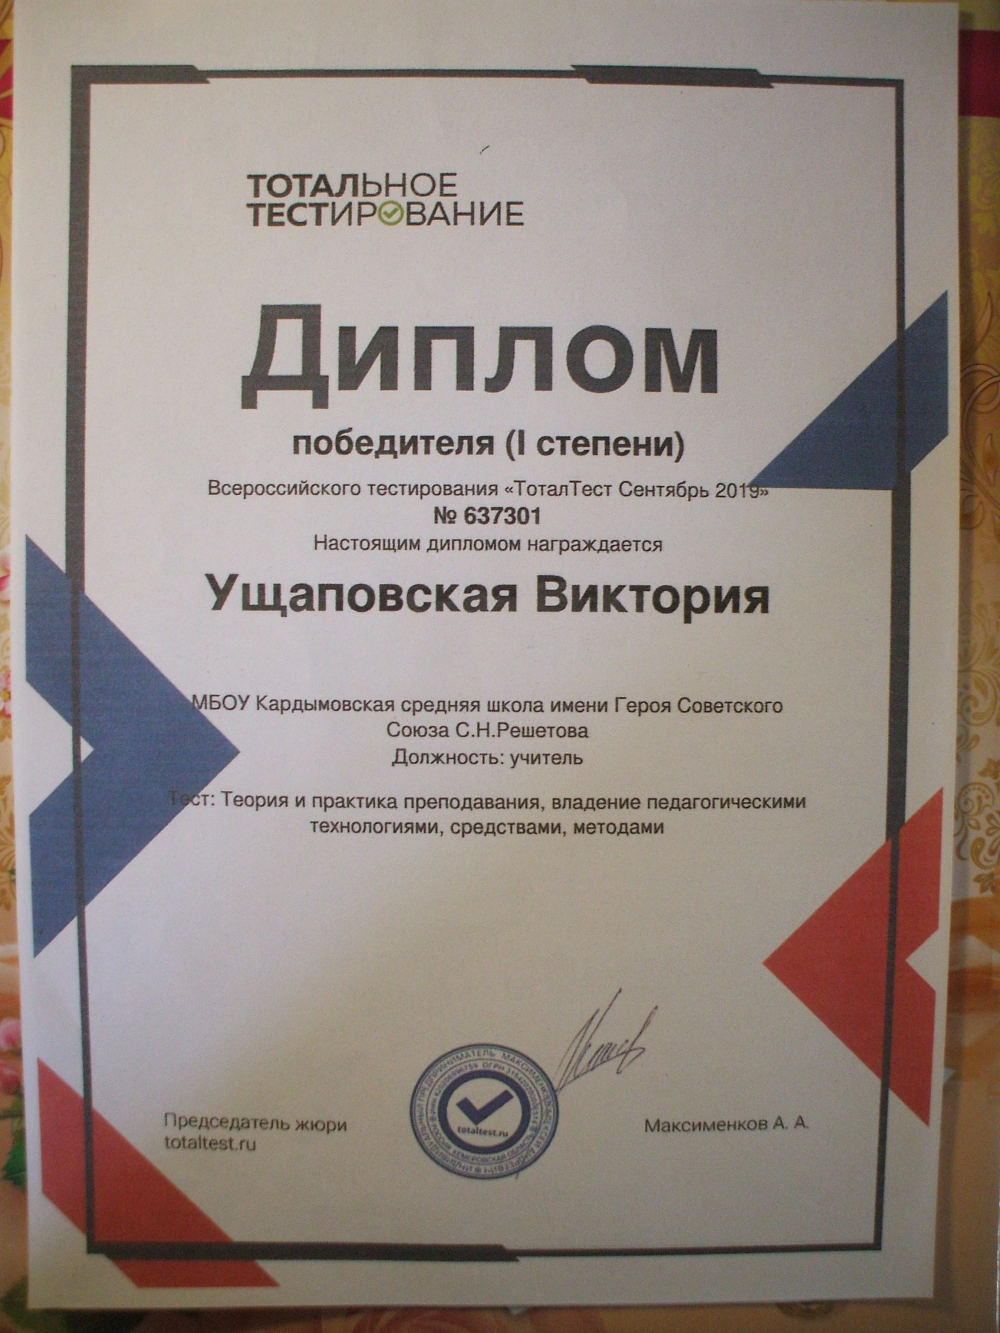 ТОТАЛЬНОЕ
ТЕСТИРОВАНИЕ
Диплом
победителя (I степени)
Всероссийского тестирования «ТоталТест Сентябрь 2019»
№ 637301
Настоящим дипломом награждается
Ущаповская Виктория
МБОУ Кардымовская средняя школа имени Героя Советского
Союза С.Н.Решетова
Должность: учитель
Тест: Теория и практика преподавания, владение педагогическими
технологиями, средствами, методами
Председатель жюри
totaltest.ru
totaltest.ru
Максименков А. А.